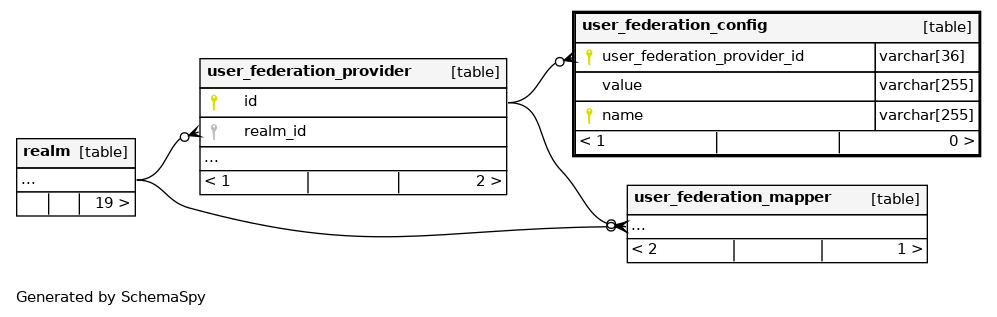 user_federation_config [table]
user_federation_provider_id varchar[36]
value varchar[255]
name varchar[255]
< 1 0 >
user_federation_provider [table]
id
realm_id
...
< 1 2 >
realm [table]
...
19 >
user_federation_mapper [table]
...
< 2 1 >
Generated by SchemaSpy